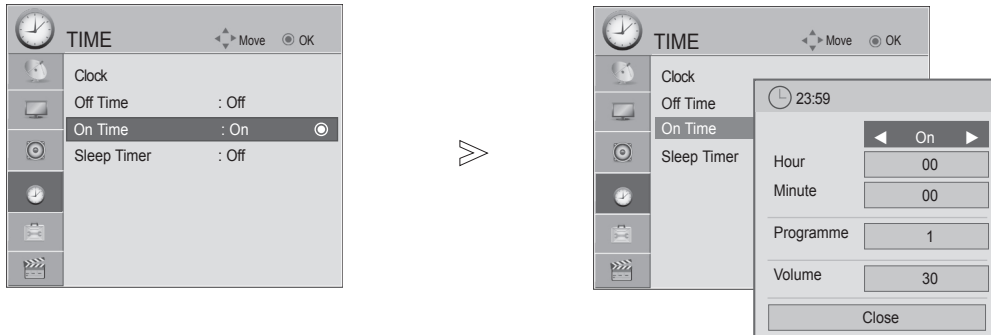 TIME Move OK
Clock
Off Time : Off
On Time : On
Sleep Timer : Off
TIME Move OK
Clock
Off Time
On Time
Sleep Timer
23:59
On
Hour 00
Minute 00
Programme 1
Volume 30
Close